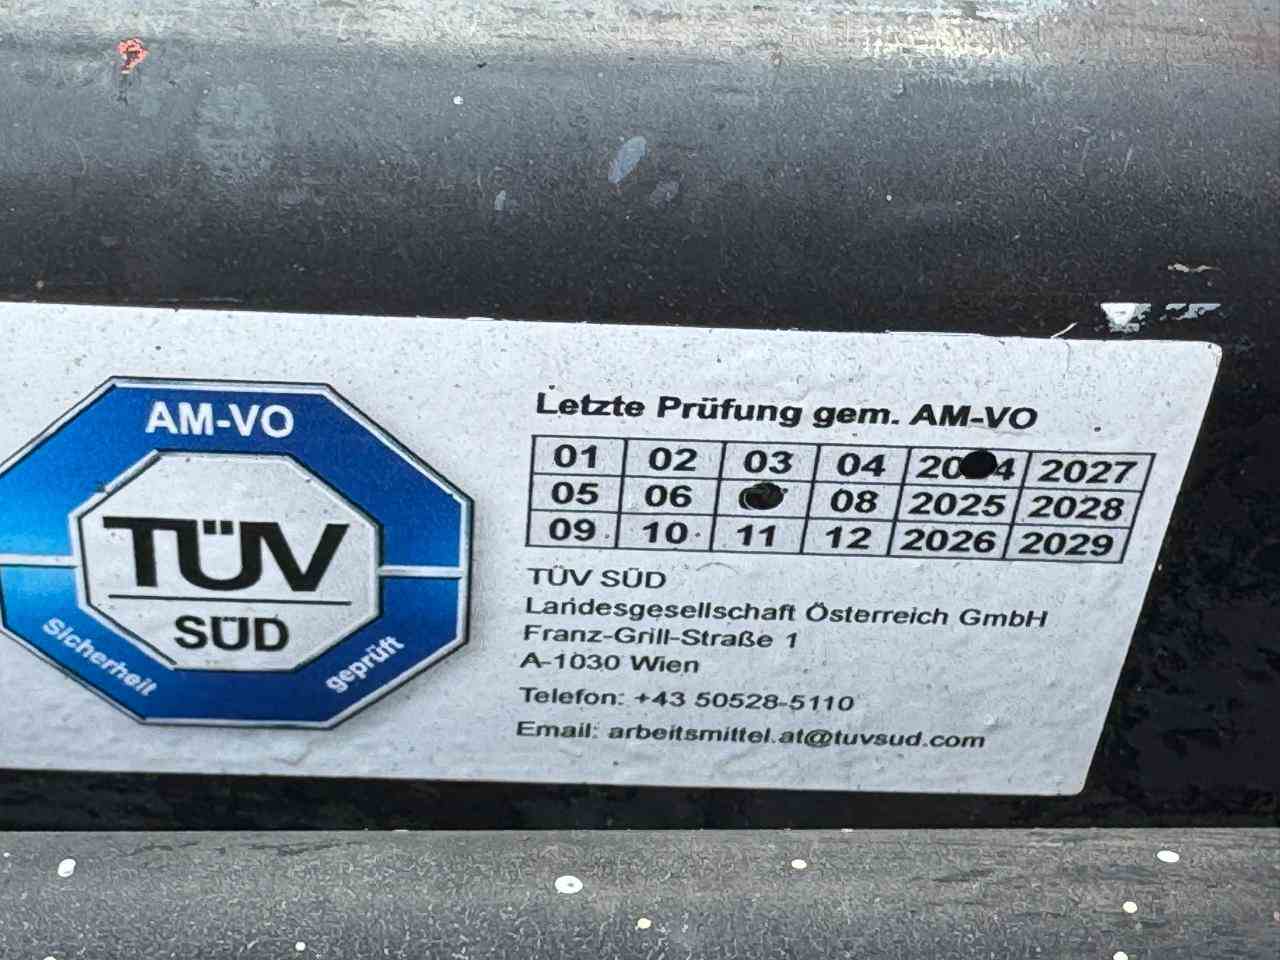 AM-VO
TÜV
SÜD
Sicherheit geprüft
Letzte Prüfung gem. AM-VO
01 02 03 04 2024 2027
05 06 08 2025 2028
09 10 11 12 2026 2029
TÜV SÜD
Landesgesellschaft Österreich GmbH
Franz-Grill-Straße 1
A-1030 Wien
Telefon: +43 50528-5110
Email: arbeitsmittel.at@tuvsud.com